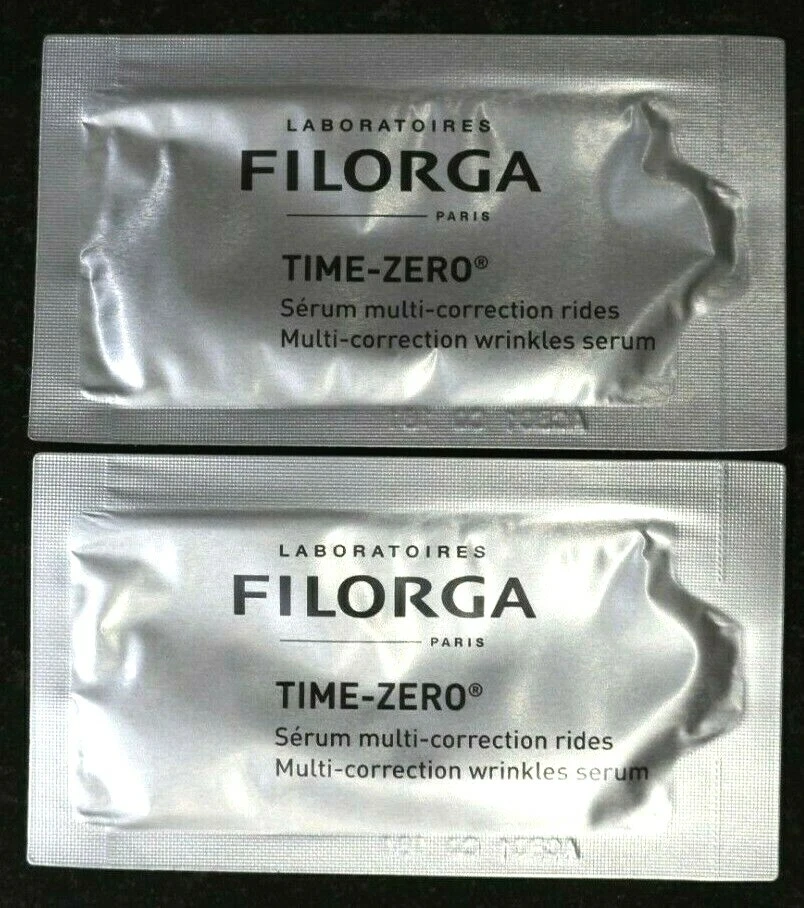 LABORATOIRES
FILORGA
PARIS
TIME-ZERO®
Sérum multi-correction rides
Multi-correction wrinkles serum
LABORATOIRES
FILORGA
PARIS
TIME-ZERO®
Sérum multi-correction rides
Multi-correction wrinkles serum